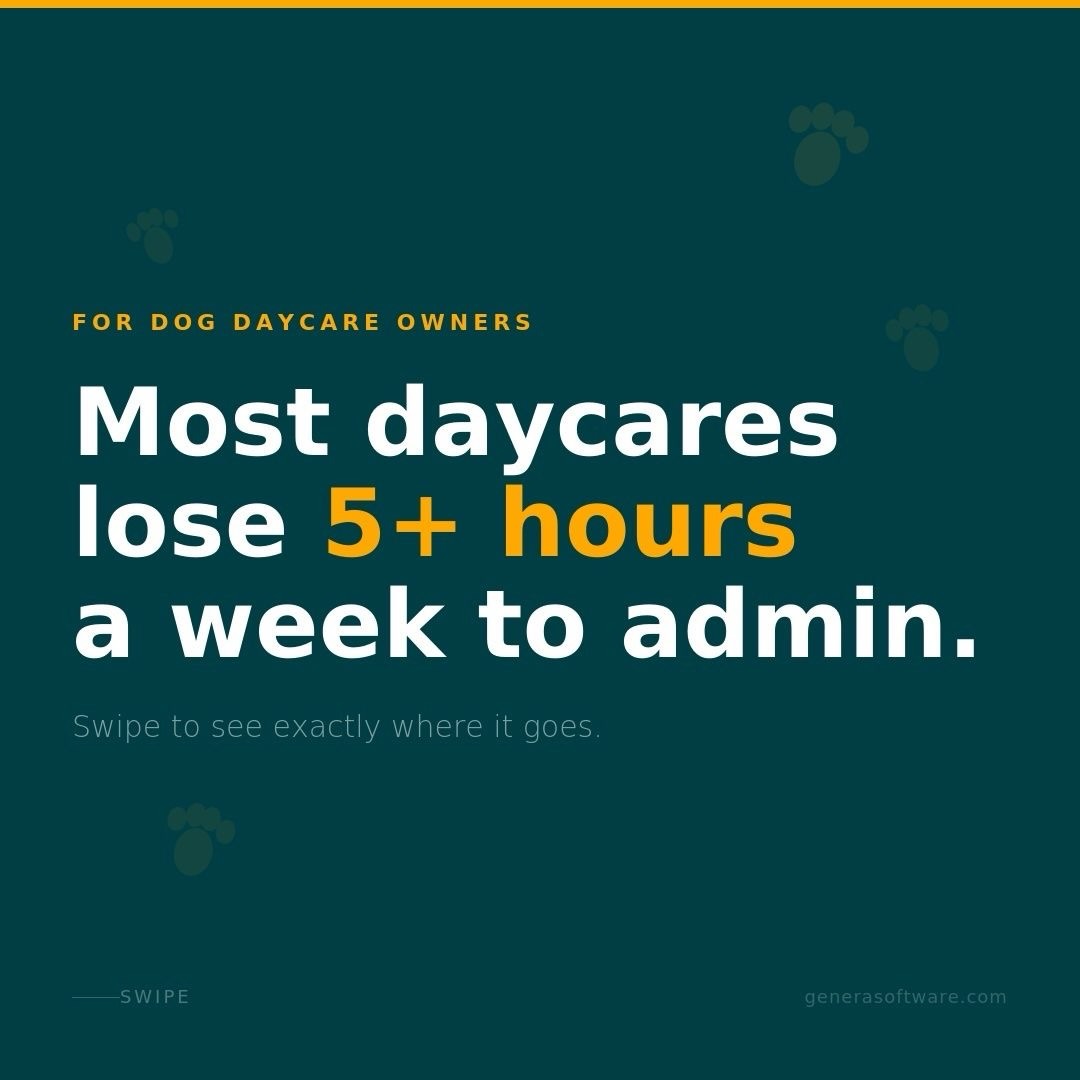 FOR DOG DAYCARE OWNERS
Most daycares
lose 5+ hours
a week to admin.
Swipe to see exactly where it goes.
SWIPE
generasoftware.com